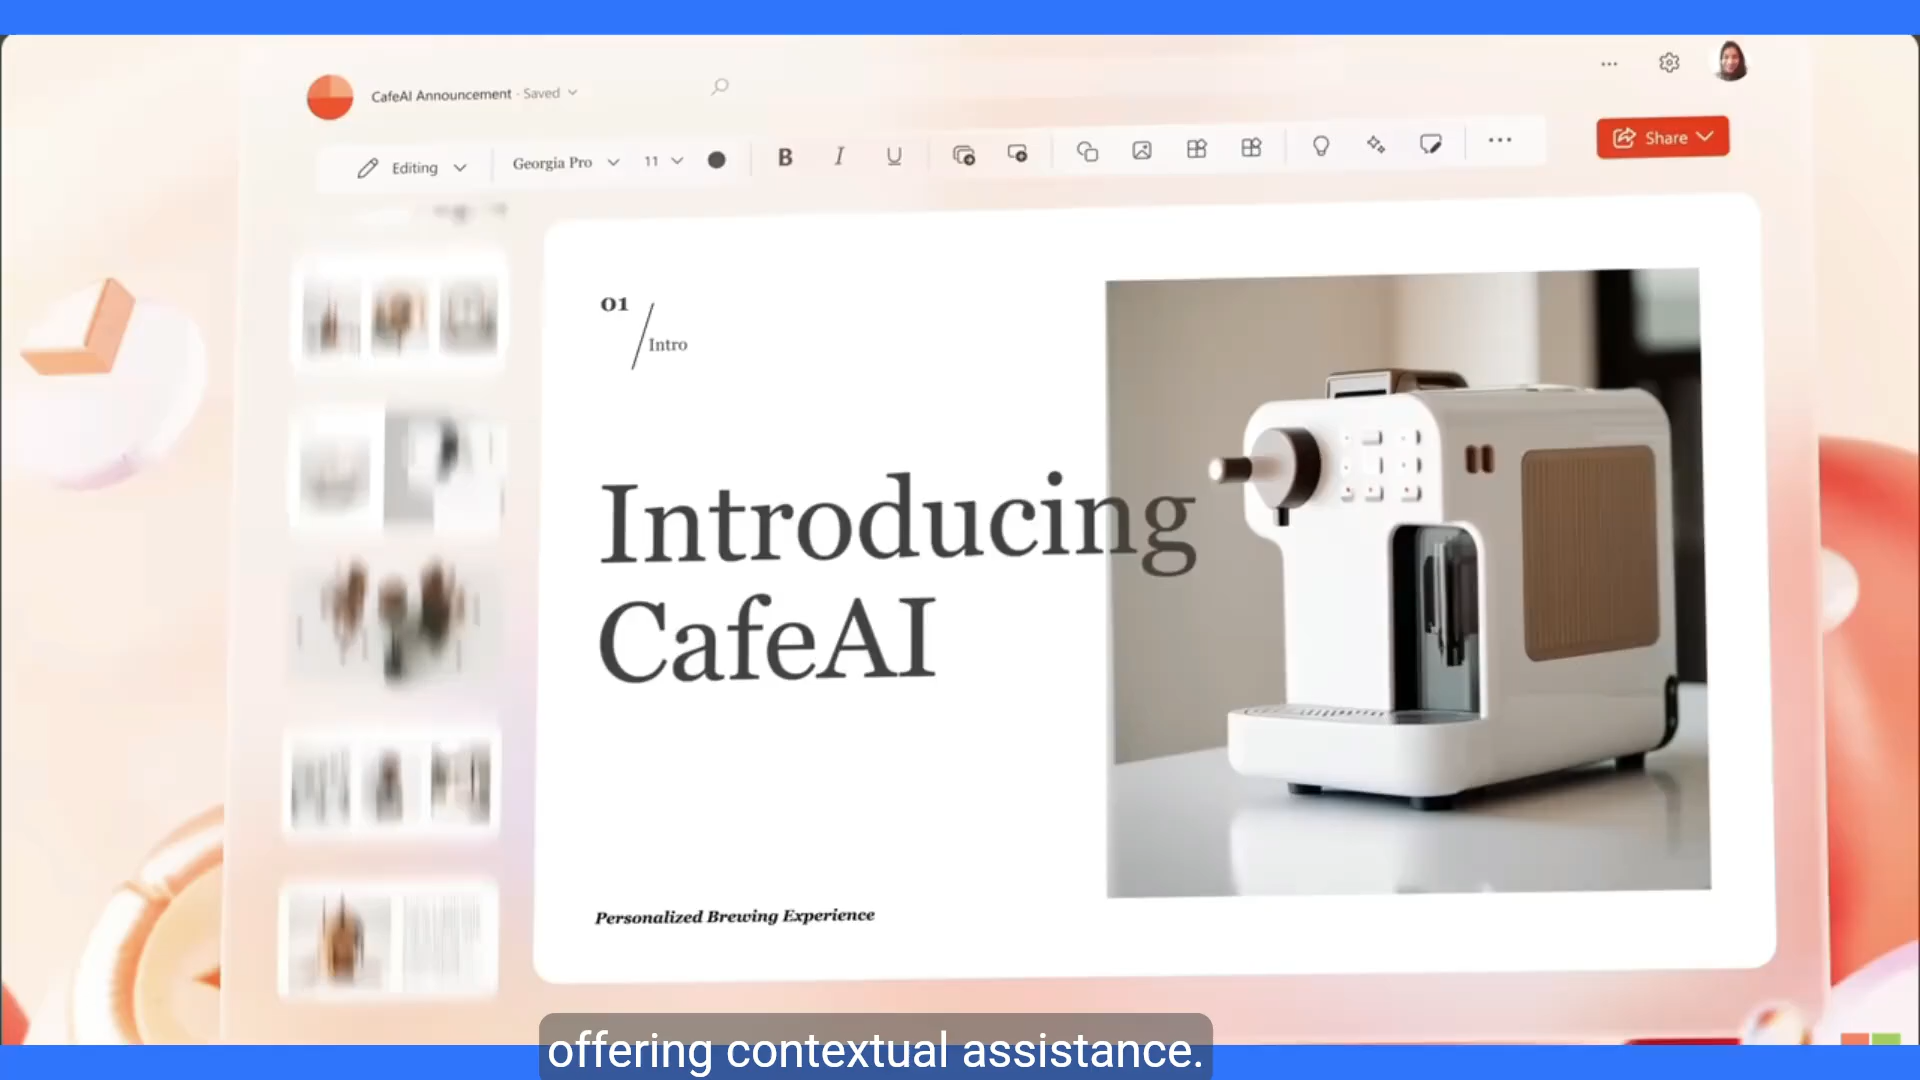 CafeAI Announcement · Saved
Editing
Georgia Pro
11
B I U
Share
01
Intro
Introducing
CafeAI
Personalized Brewing Experience
offering contextual assistance.